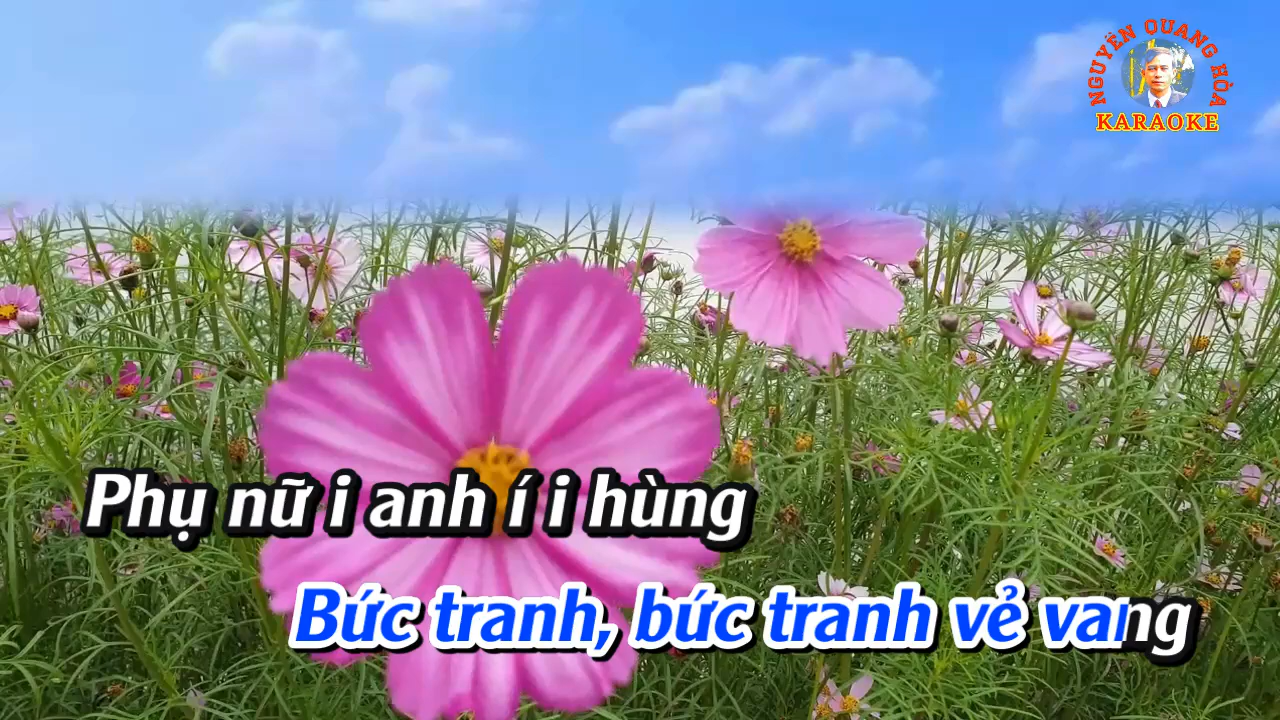 NGUYỄN QUANG HÒA
KARAOKE
Phụ nữ i anh í i hùng
Bức tranh, bức tranh vẻ vang